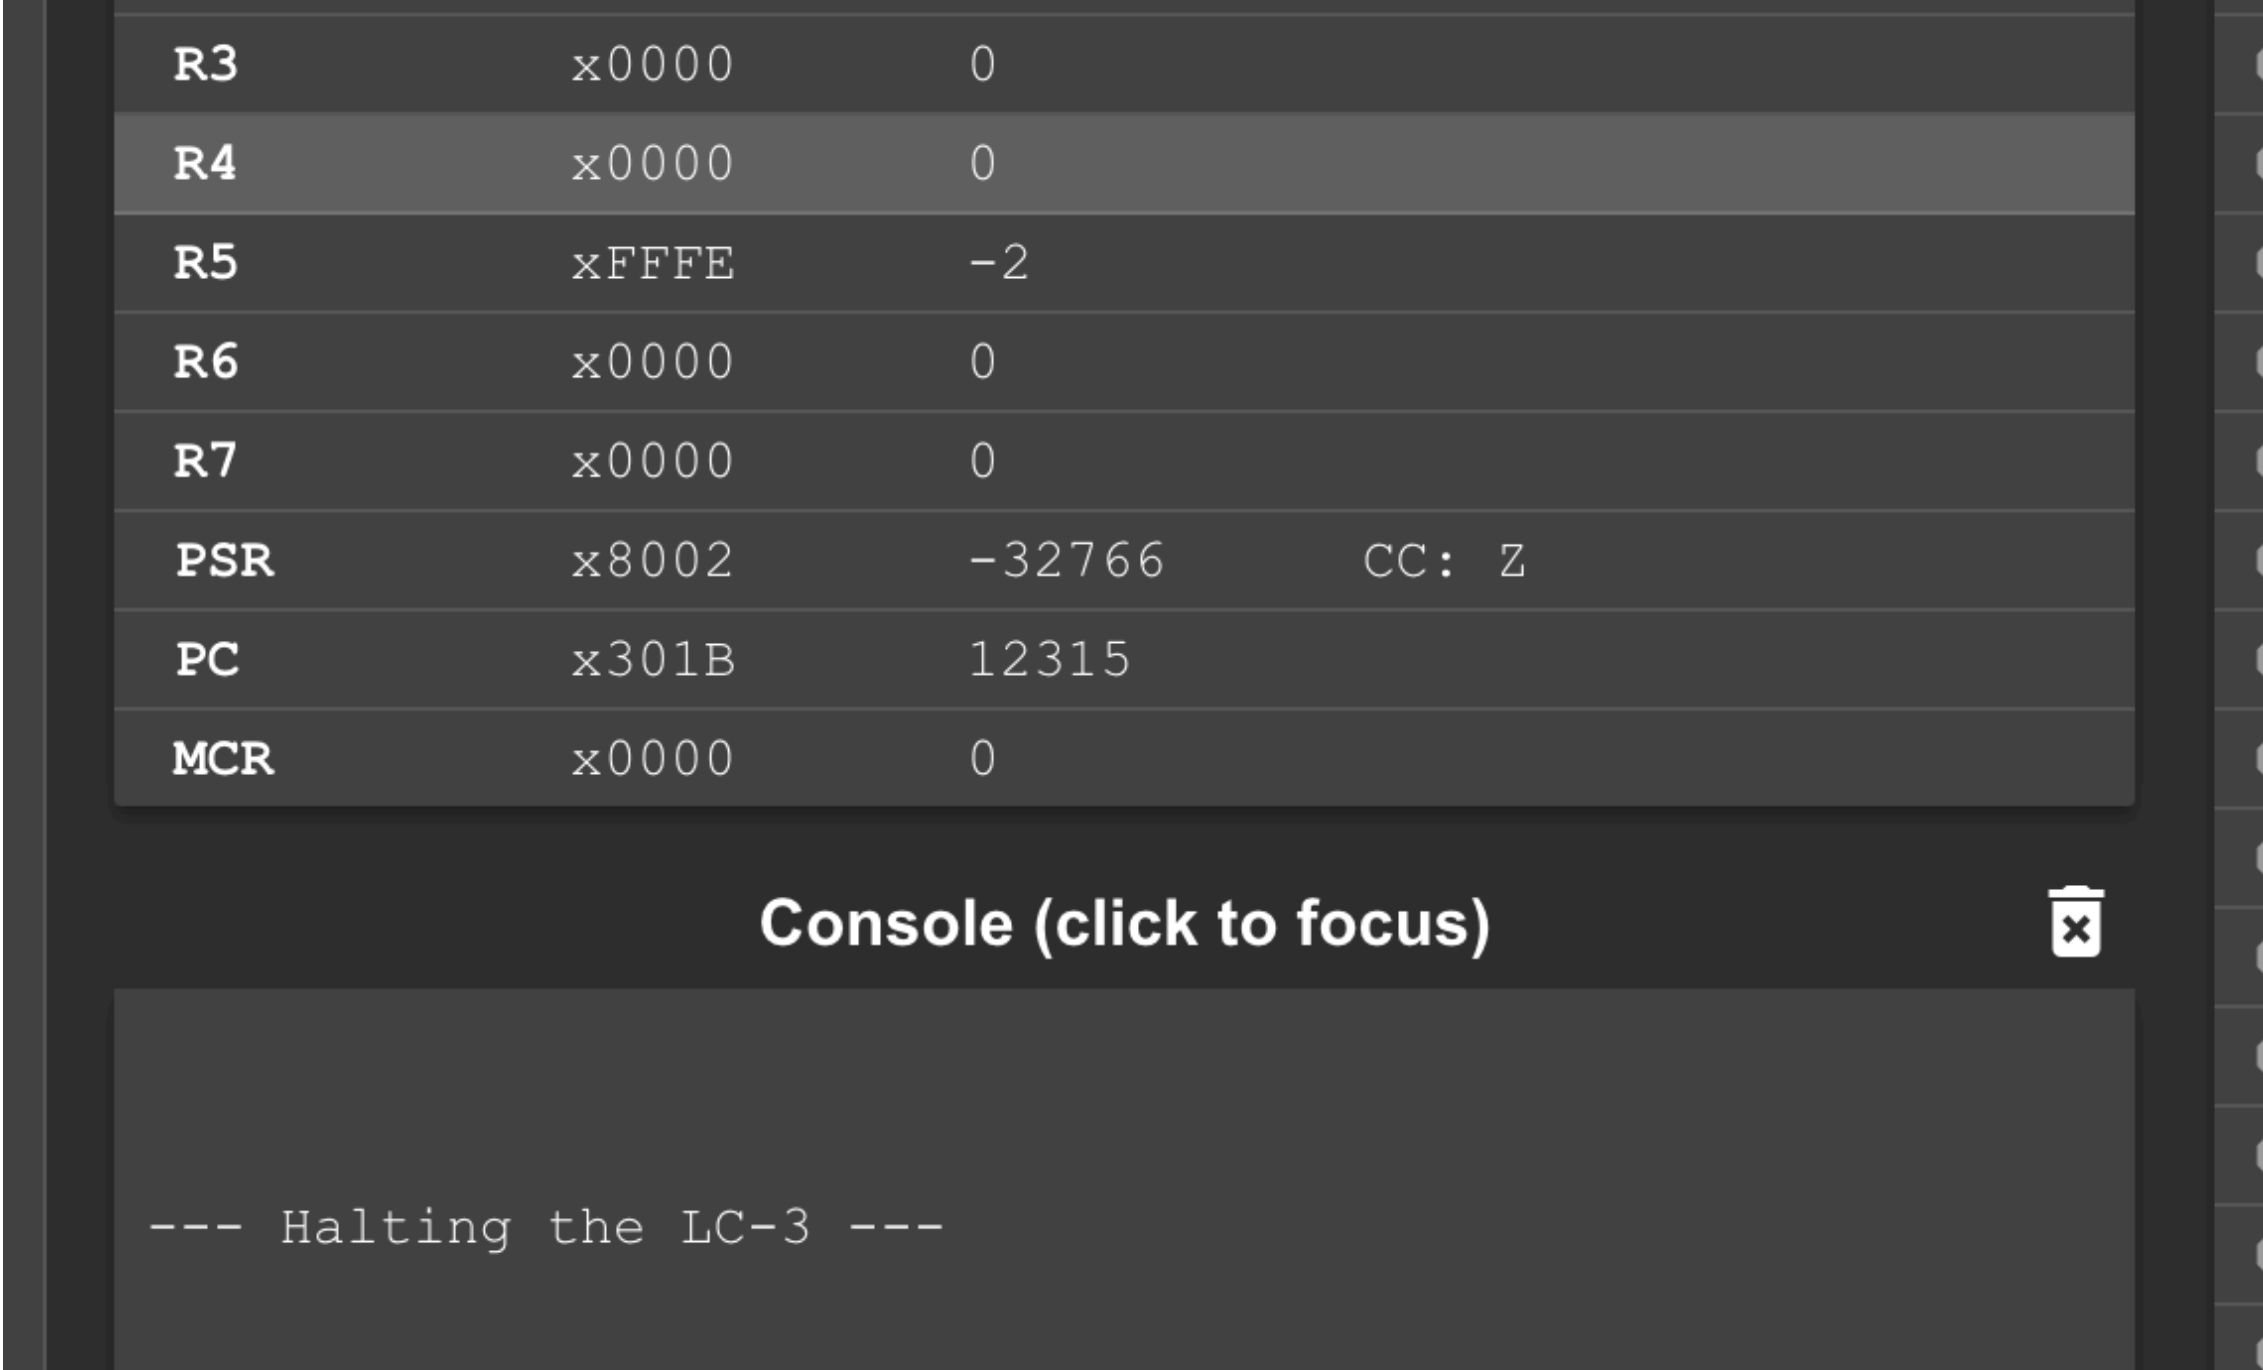 R3 x0000 0
R4 x0000 0
R5 xFFFE -2
R6 x0000 0
R7 x0000 0
PSR x8002 -32766 CC: Z
PC x301B 12315
MCR x0000 0
Console (click to focus)
--- Halting the LC-3 ---